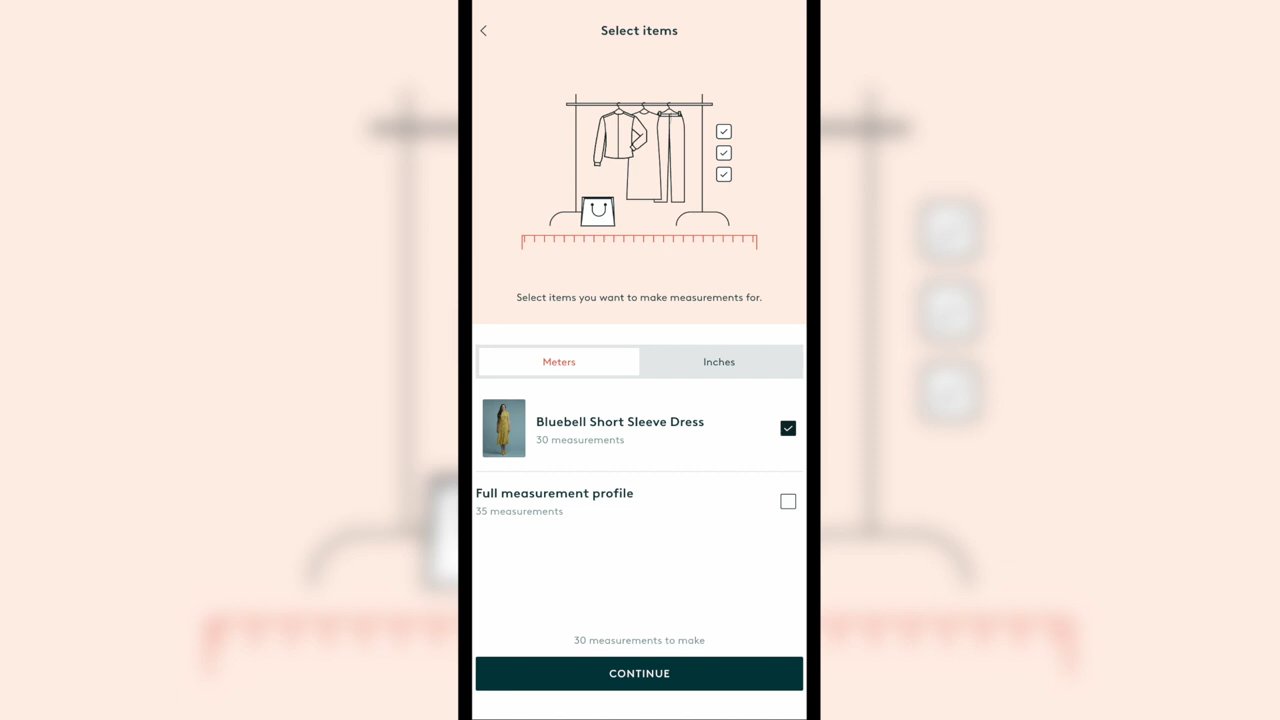 Select items
Select items you want to make measurements for.
Meters
Inches
Bluebell Short Sleeve Dress
30 measurements
Full measurement profile
35 measurements
30 measurements to make
CONTINUE